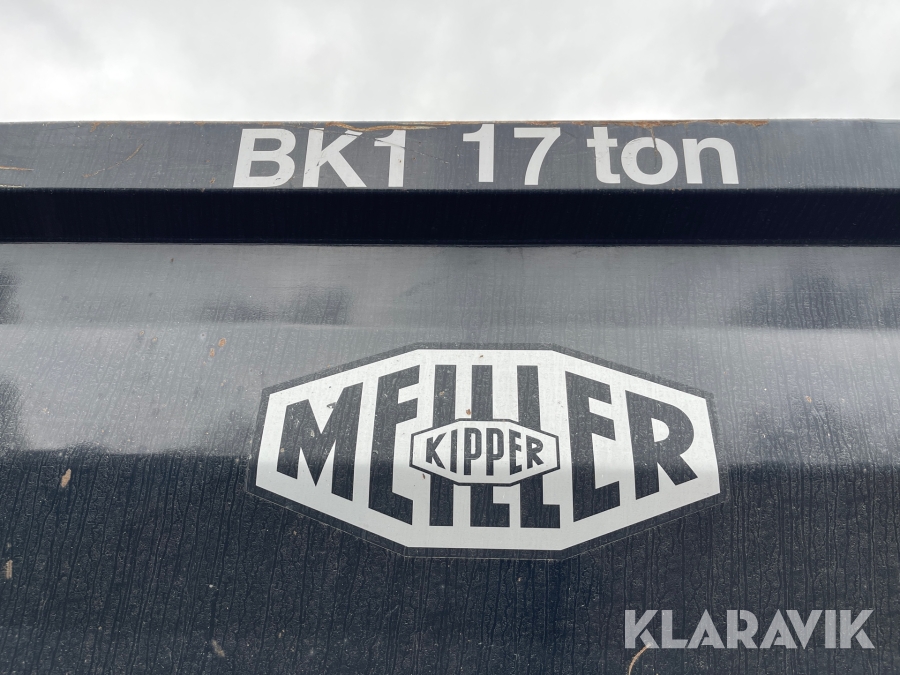 BK1 17 ton
MEILLER
KIPPER
KLARAVIK